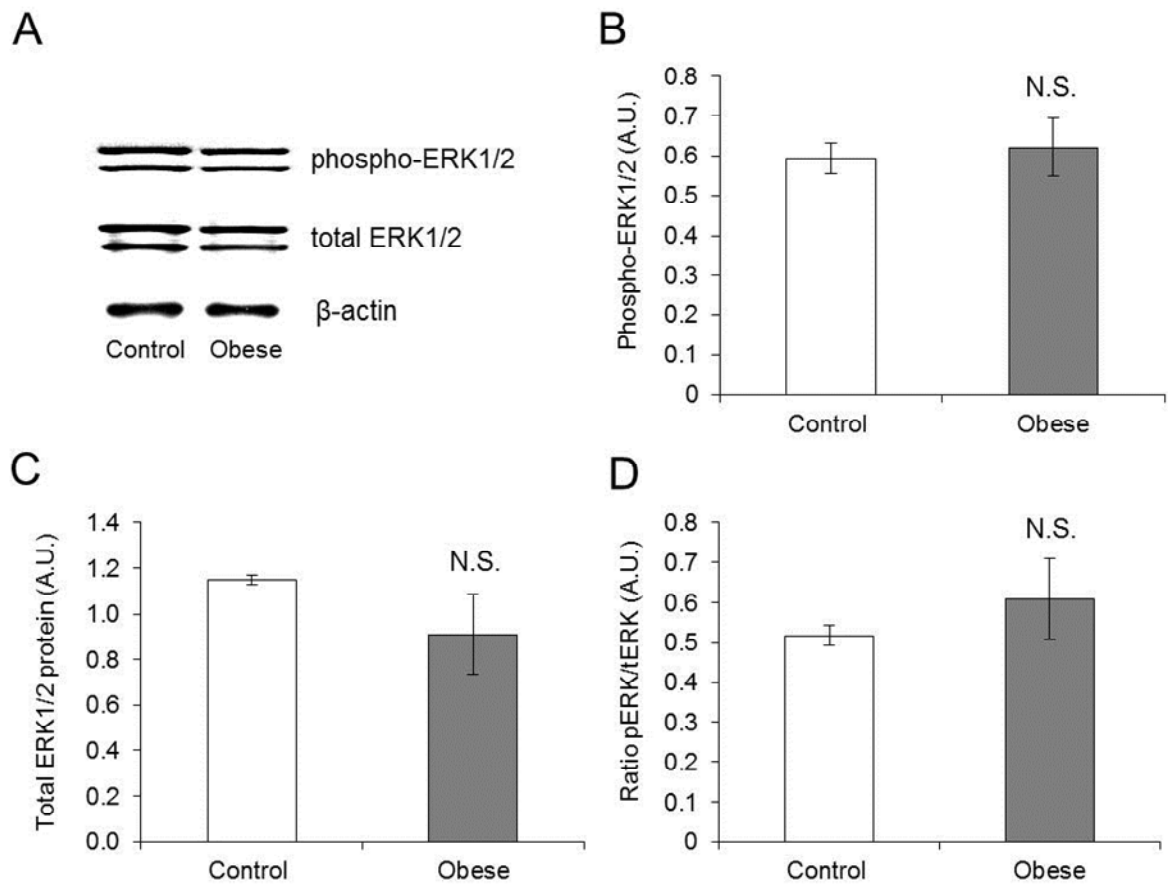 A
phospho-ERK1/2
total ERK1/2
β-actin
Control Obese
B
Phospho-ERK1/2 (A.U.)
0.8
0.7
0.6
0.5
0.4
0.3
0.2
0.1
0
N.S.
Control Obese
C
Total ERK1/2 protein (A.U.)
1.4
1.2
1.0
0.8
0.6
0.4
0.2
0.0
N.S.
Control Obese
D
Ratio pERK/tERK (A.U.)
0.8
0.7
0.6
0.5
0.4
0.3
0.2
0.1
0
N.S.
Control Obese